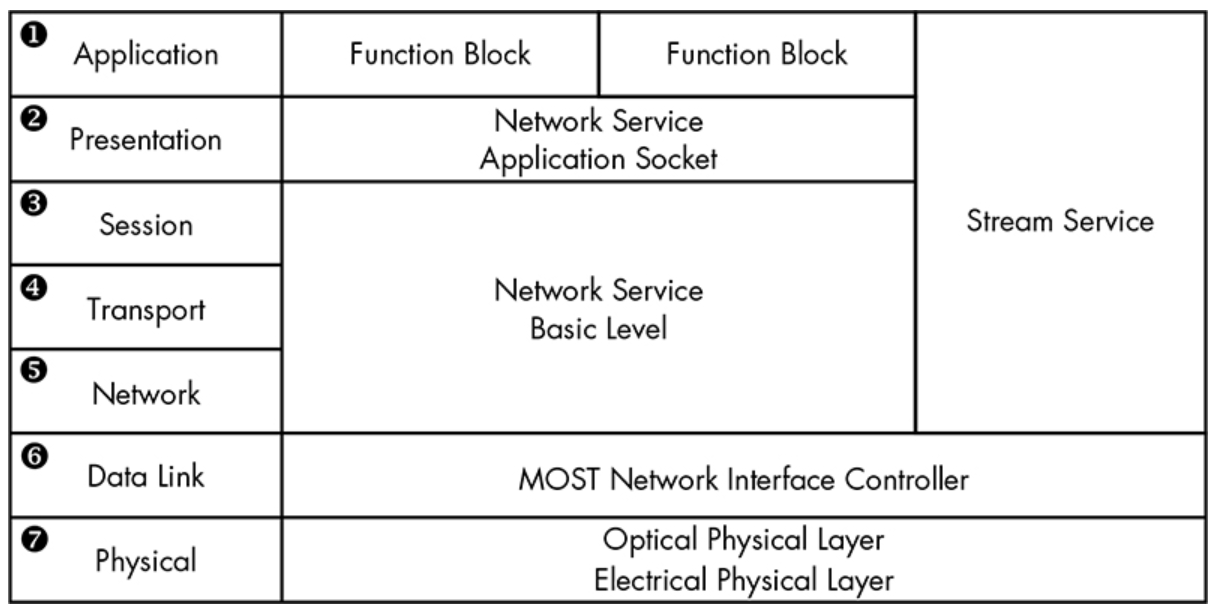 ❶ Application
Function Block
Function Block
❷ Presentation
Network Service
Application Socket
❸ Session
Stream Service
❹ Transport
Network Service
Basic Level
❺ Network
❻ Data Link
MOST Network Interface Controller
❼ Physical
Optical Physical Layer
Electrical Physical Layer